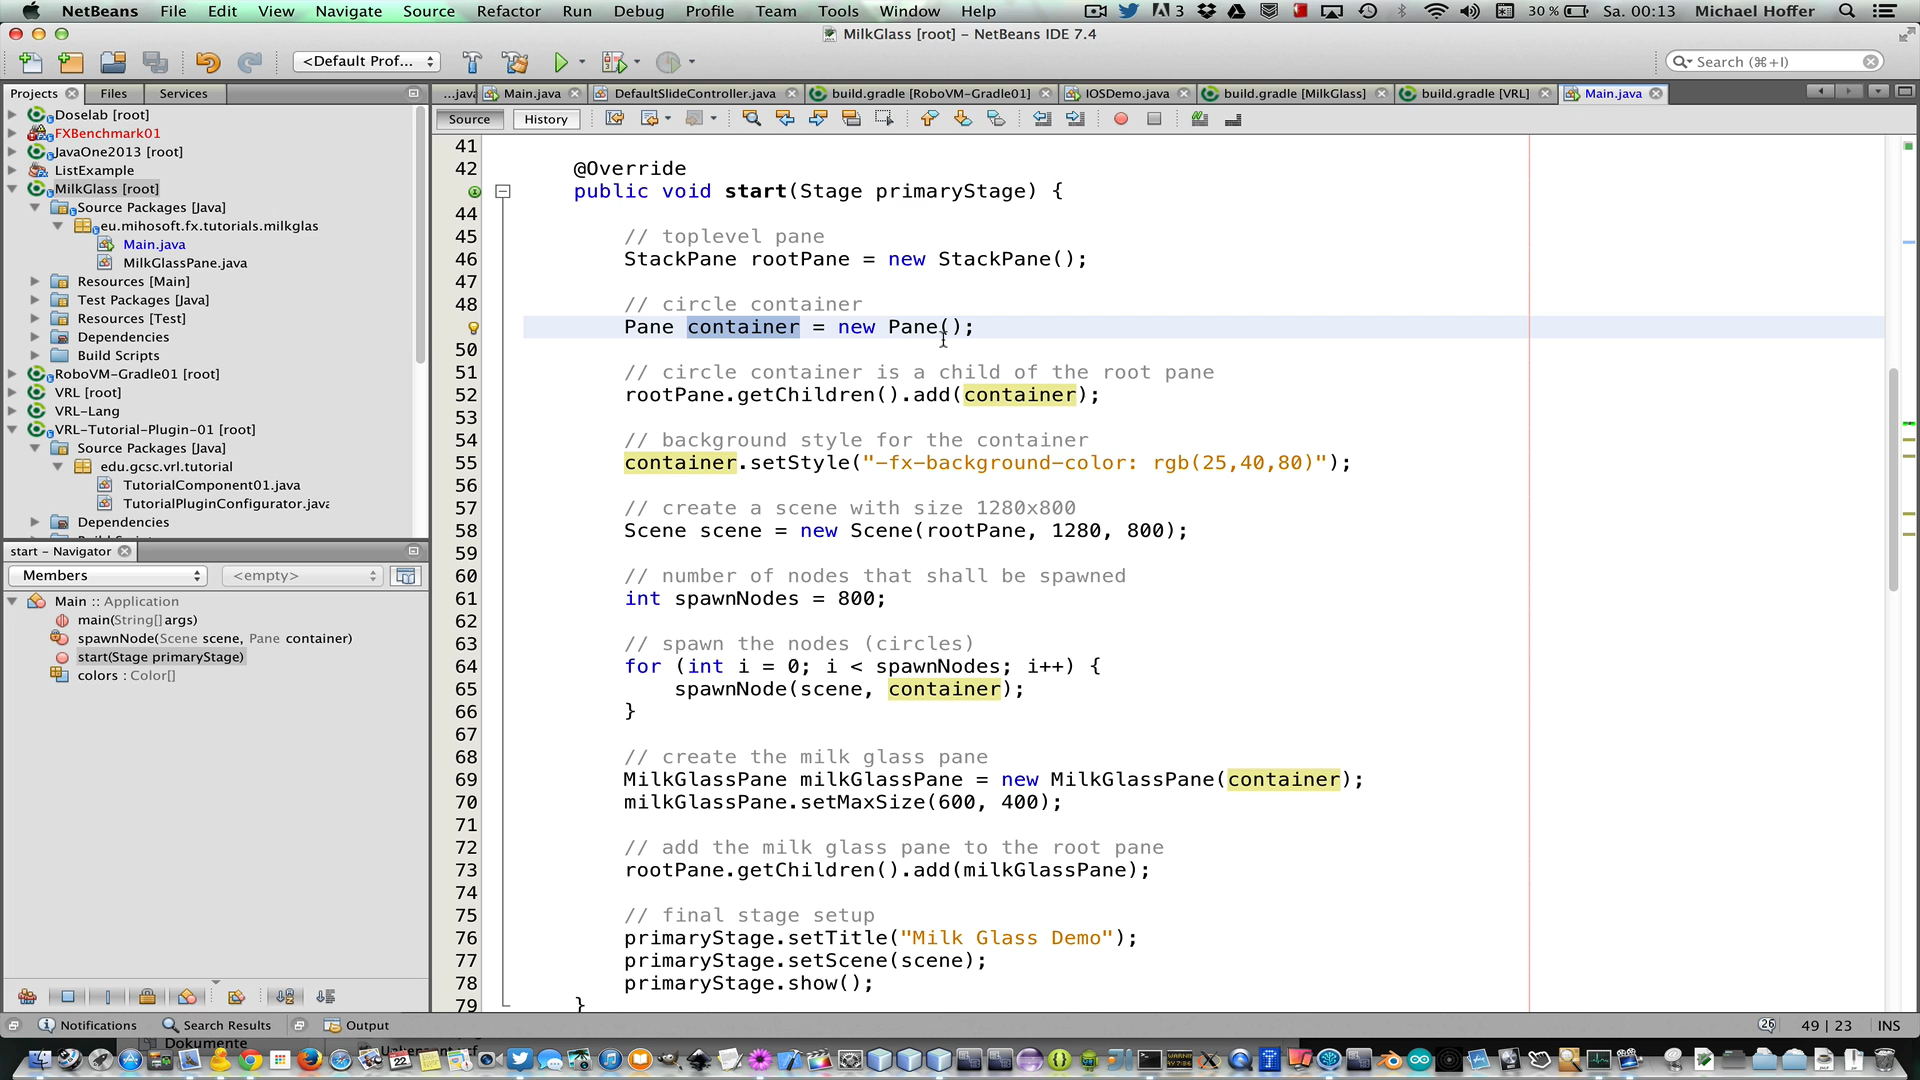 NetBeans File Edit View Navigate Source Refactor Run Debug Profile Team Tools Window Help 3 30 % Sa. 00:13 Michael Hoffer
MilkGlass [root] – NetBeans IDE 7.4
<Default Prof... Search (⌘+I)
Projects Files Services
...java Main.java DefaultSlideController.java build.gradle [RoboVM-Gradle01] IOSDemo.java build.gradle [MilkGlass] build.gradle [VRL] Main.java
Source History
Doselab [root]
FXBenchmark01
JavaOne2013 [root]
ListExample
MilkGlass [root]
Source Packages [Java]
eu.mihosoft.fx.tutorials.milkglas
Main.java
MilkGlassPane.java
Resources [Main]
Test Packages [Java]
Resources [Test]
Dependencies
Build Scripts
RoboVM-Gradle01 [root]
VRL [root]
VRL-Lang
VRL-Tutorial-Plugin-01 [root]
Source Packages [Java]
edu.gcsc.vrl.tutorial
TutorialComponent01.java
TutorialPluginConfigurator.java
Dependencies
start – Navigator
Members <empty>
Main :: Application
main(String[] args)
spawnNode(Scene scene, Pane container)
start(Stage primaryStage)
colors : Color[]
41
42 @Override
public void start(Stage primaryStage) {
44
45 // toplevel pane
46 StackPane rootPane = new StackPane();
47
48 // circle container
Pane container = new Pane();
50
51 // circle container is a child of the root pane
52 rootPane.getChildren().add(container);
53
54 // background style for the container
55 container.setStyle("-fx-background-color: rgb(25,40,80)");
56
57 // create a scene with size 1280x800
58 Scene scene = new Scene(rootPane, 1280, 800);
59
60 // number of nodes that shall be spawned
61 int spawnNodes = 800;
62
63 // spawn the nodes (circles)
64 for (int i = 0; i < spawnNodes; i++) {
65 spawnNode(scene, container);
66 }
67
68 // create the milk glass pane
69 MilkGlassPane milkGlassPane = new MilkGlassPane(container);
70 milkGlassPane.setMaxSize(600, 400);
71
72 // add the milk glass pane to the root pane
73 rootPane.getChildren().add(milkGlassPane);
74
75 // final stage setup
76 primaryStage.setTitle("Milk Glass Demo");
77 primaryStage.setScene(scene);
78 primaryStage.show();
79 }
Notifications Search Results Output 26 49 | 23 INS
Dokumente